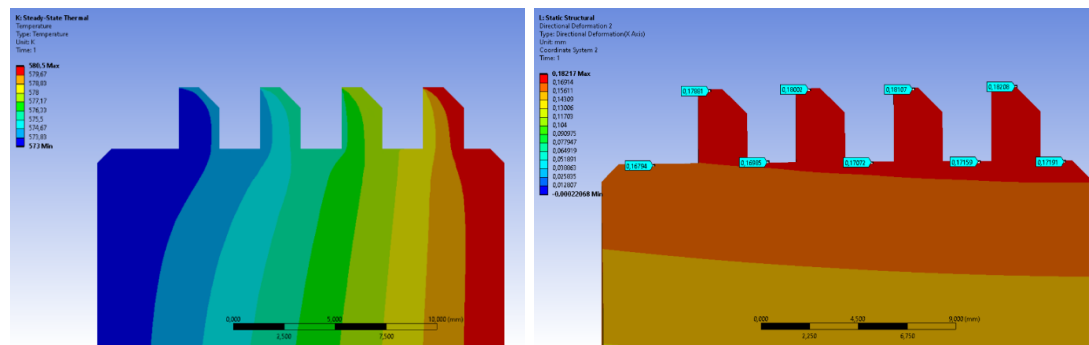 K: Steady-State Thermal
Temperature
Type: Temperature
Unit: K
Time: 1
580,5 Max
579,67
578,83
578
577,17
576,33
575,5
574,67
573,83
573 Min
0,000
5,000
10,000 (mm)
2,500
7,500
L: Static Structural
Directional Deformation 2
Type: Directional Deformation(X Axis)
Unit: mm
Coordinate System 2
Time: 1
0,18217 Max
0,16914
0,15611
0,14309
0,13006
0,11703
0,104
0,090975
0,077947
0,064919
0,051891
0,038863
0,025835
0,012807
-0,00022068 Min
0,17881
0,18002
0,18107
0,18208
0,16794
0,16985
0,17072
0,17159
0,17191
0,000
4,500
9,000 (mm)
2,250
6,750